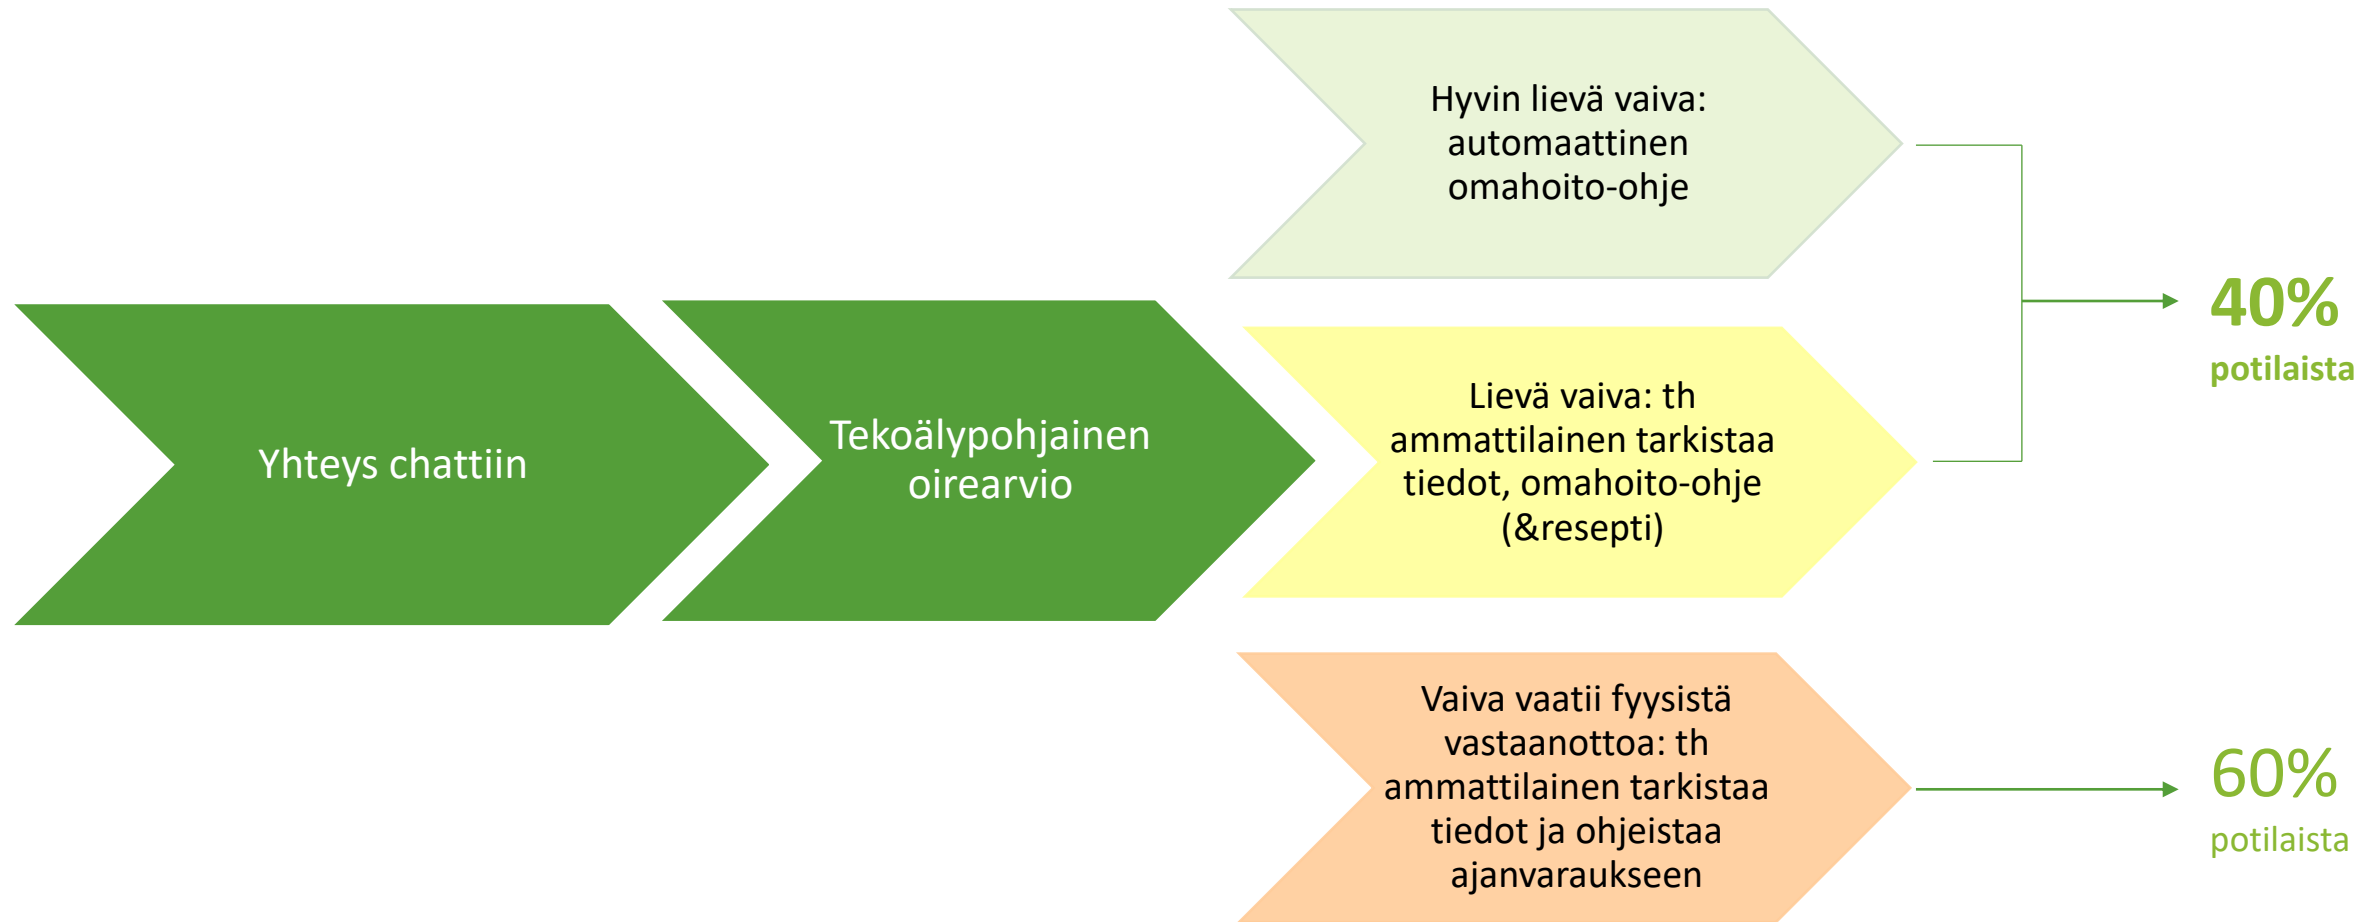 Yhteys chattiin
Tekoälypohjainen
oirearvio
Hyvin lievä vaiva:
automaattinen
omahoito-ohje
Lievä vaiva: th
ammattilainen tarkistaa
tiedot, omahoito-ohje
(&resepti)
Vaiva vaatii fyysistä
vastaanottoa: th
ammattilainen tarkistaa
tiedot ja ohjeistaa
ajanvaraukseen
40%
potilaista
60%
potilaista